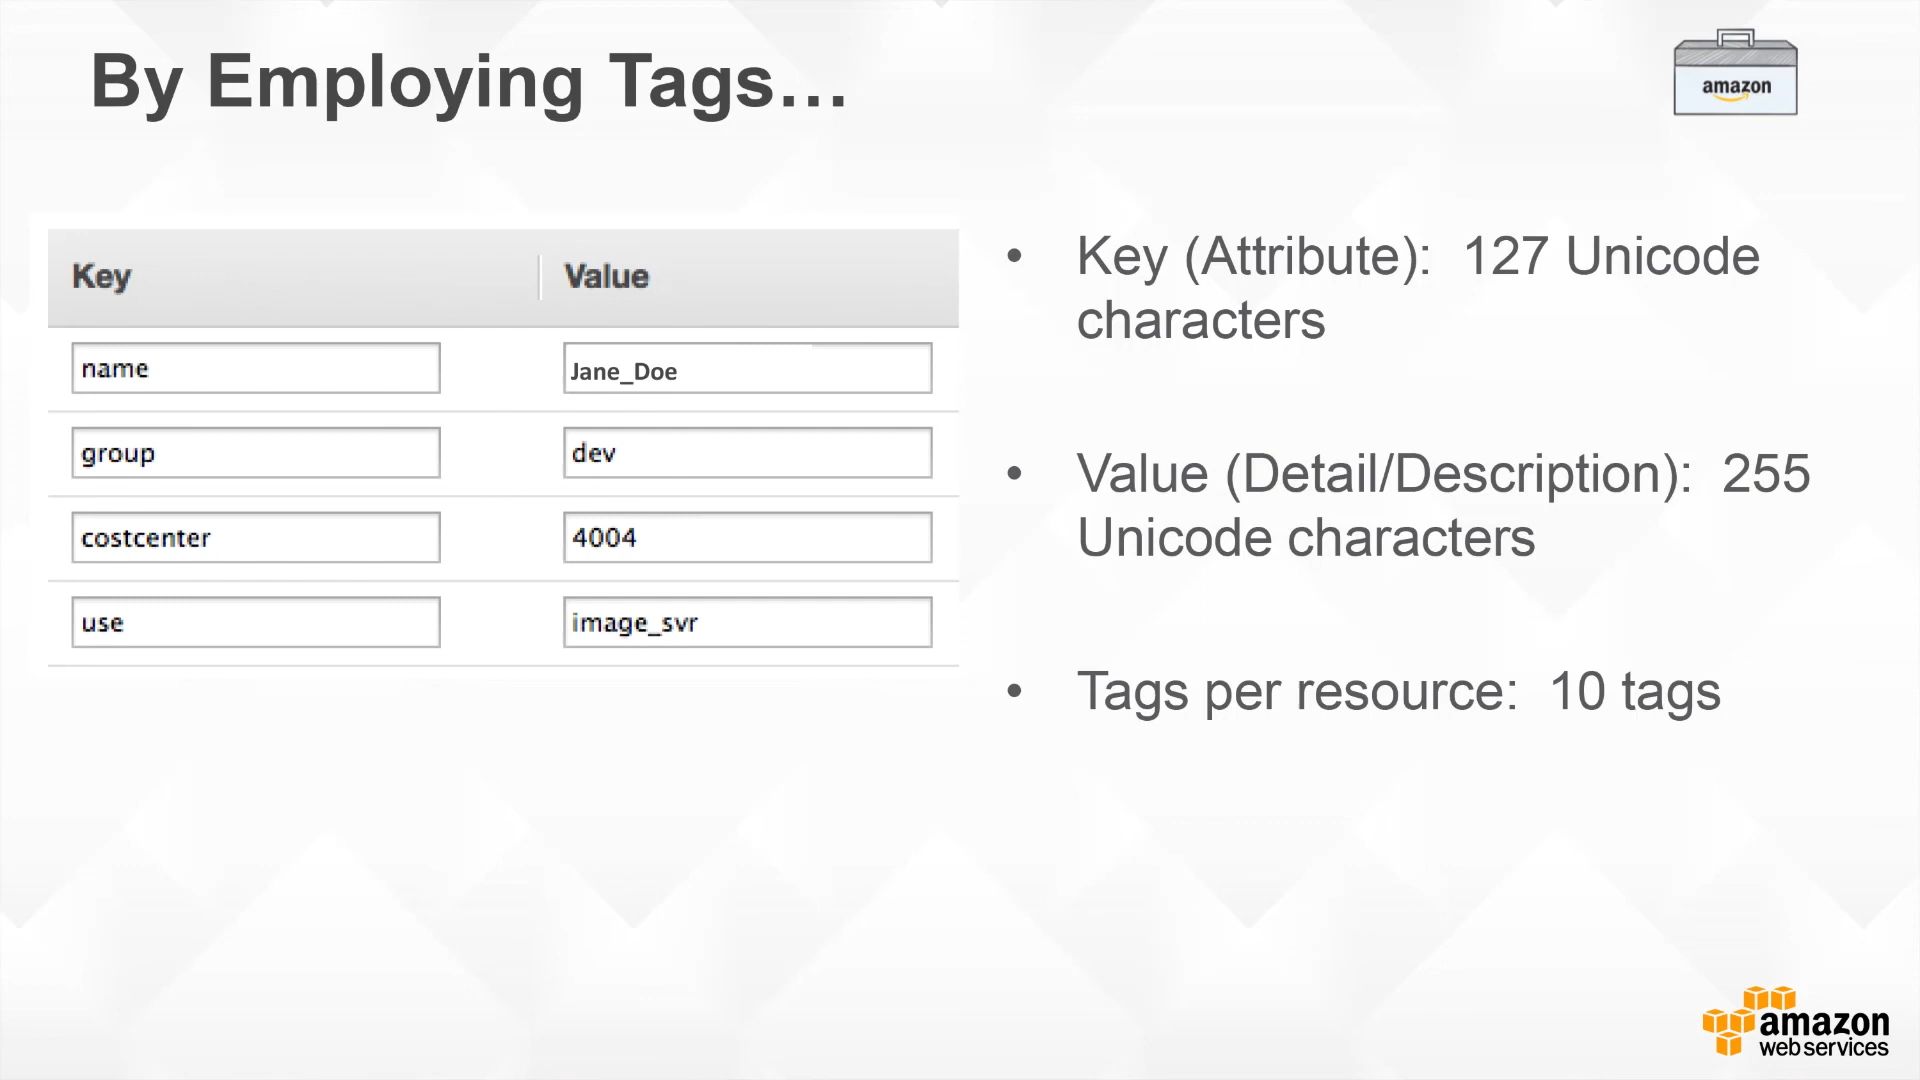 By Employing Tags…
amazon
Key Value
name Jane_Doe
group dev
costcenter 4004
use image_svr
• Key (Attribute):  127 Unicode
characters
• Value (Detail/Description):  255
Unicode characters
• Tags per resource:  10 tags
amazon
web services